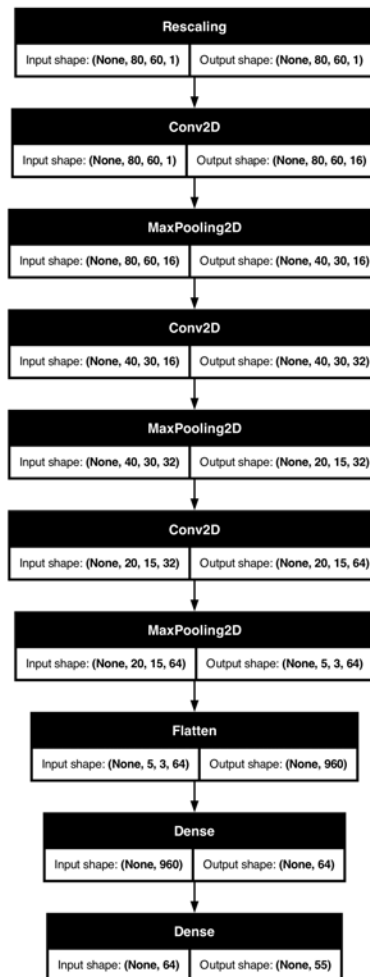 Rescaling
Input shape: (None, 80, 60, 1) Output shape: (None, 80, 60, 1)
Conv2D
Input shape: (None, 80, 60, 1) Output shape: (None, 80, 60, 16)
MaxPooling2D
Input shape: (None, 80, 60, 16) Output shape: (None, 40, 30, 16)
Conv2D
Input shape: (None, 40, 30, 16) Output shape: (None, 40, 30, 32)
MaxPooling2D
Input shape: (None, 40, 30, 32) Output shape: (None, 20, 15, 32)
Conv2D
Input shape: (None, 20, 15, 32) Output shape: (None, 20, 15, 64)
MaxPooling2D
Input shape: (None, 20, 15, 64) Output shape: (None, 5, 3, 64)
Flatten
Input shape: (None, 5, 3, 64) Output shape: (None, 960)
Dense
Input shape: (None, 960) Output shape: (None, 64)
Dense
Input shape: (None, 64) Output shape: (None, 55)